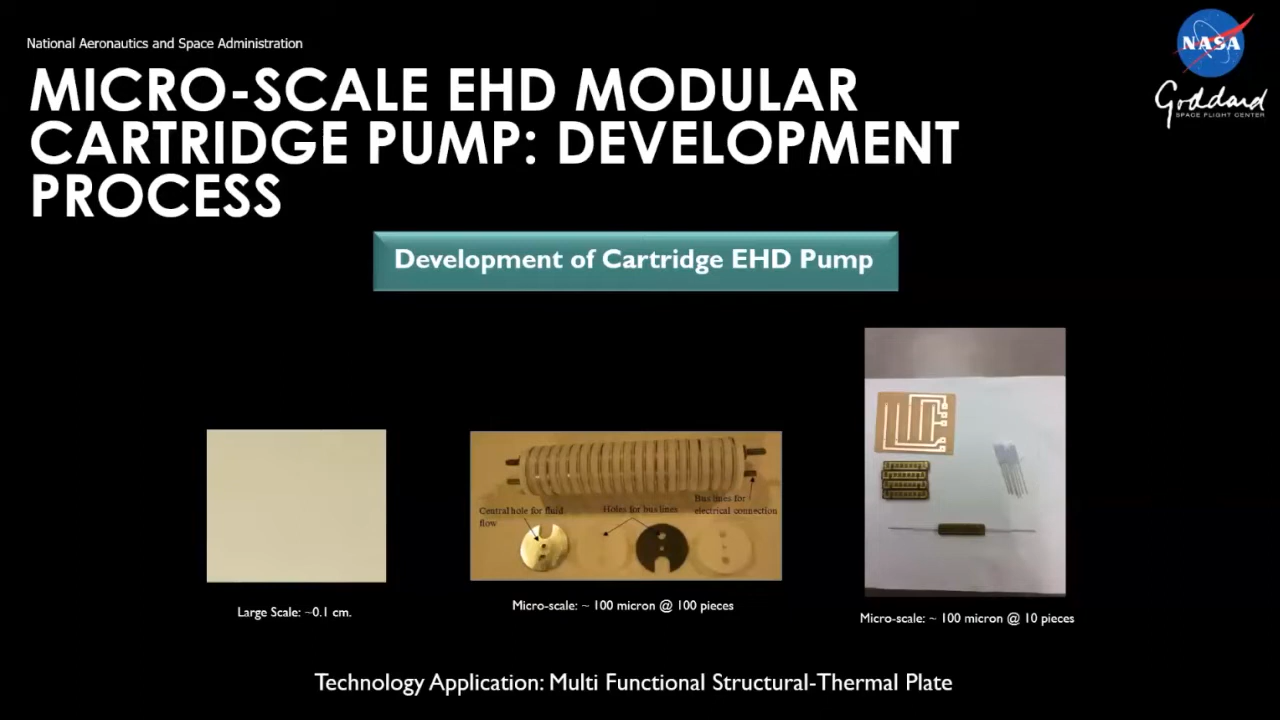 National Aeronautics and Space Administration
NASA
Goddard
SPACE FLIGHT CENTER
MICRO-SCALE EHD MODULAR
CARTRIDGE PUMP: DEVELOPMENT
PROCESS
Development of Cartridge EHD Pump
Central hole for fluid
flow
Holes for bus lines
Bus lines for
electrical connection
Large Scale: ~0.1 cm.
Micro-scale: ~ 100 micron @ 100 pieces
Micro-scale: ~ 100 micron @ 10 pieces
Technology Application: Multi Functional Structural-Thermal Plate